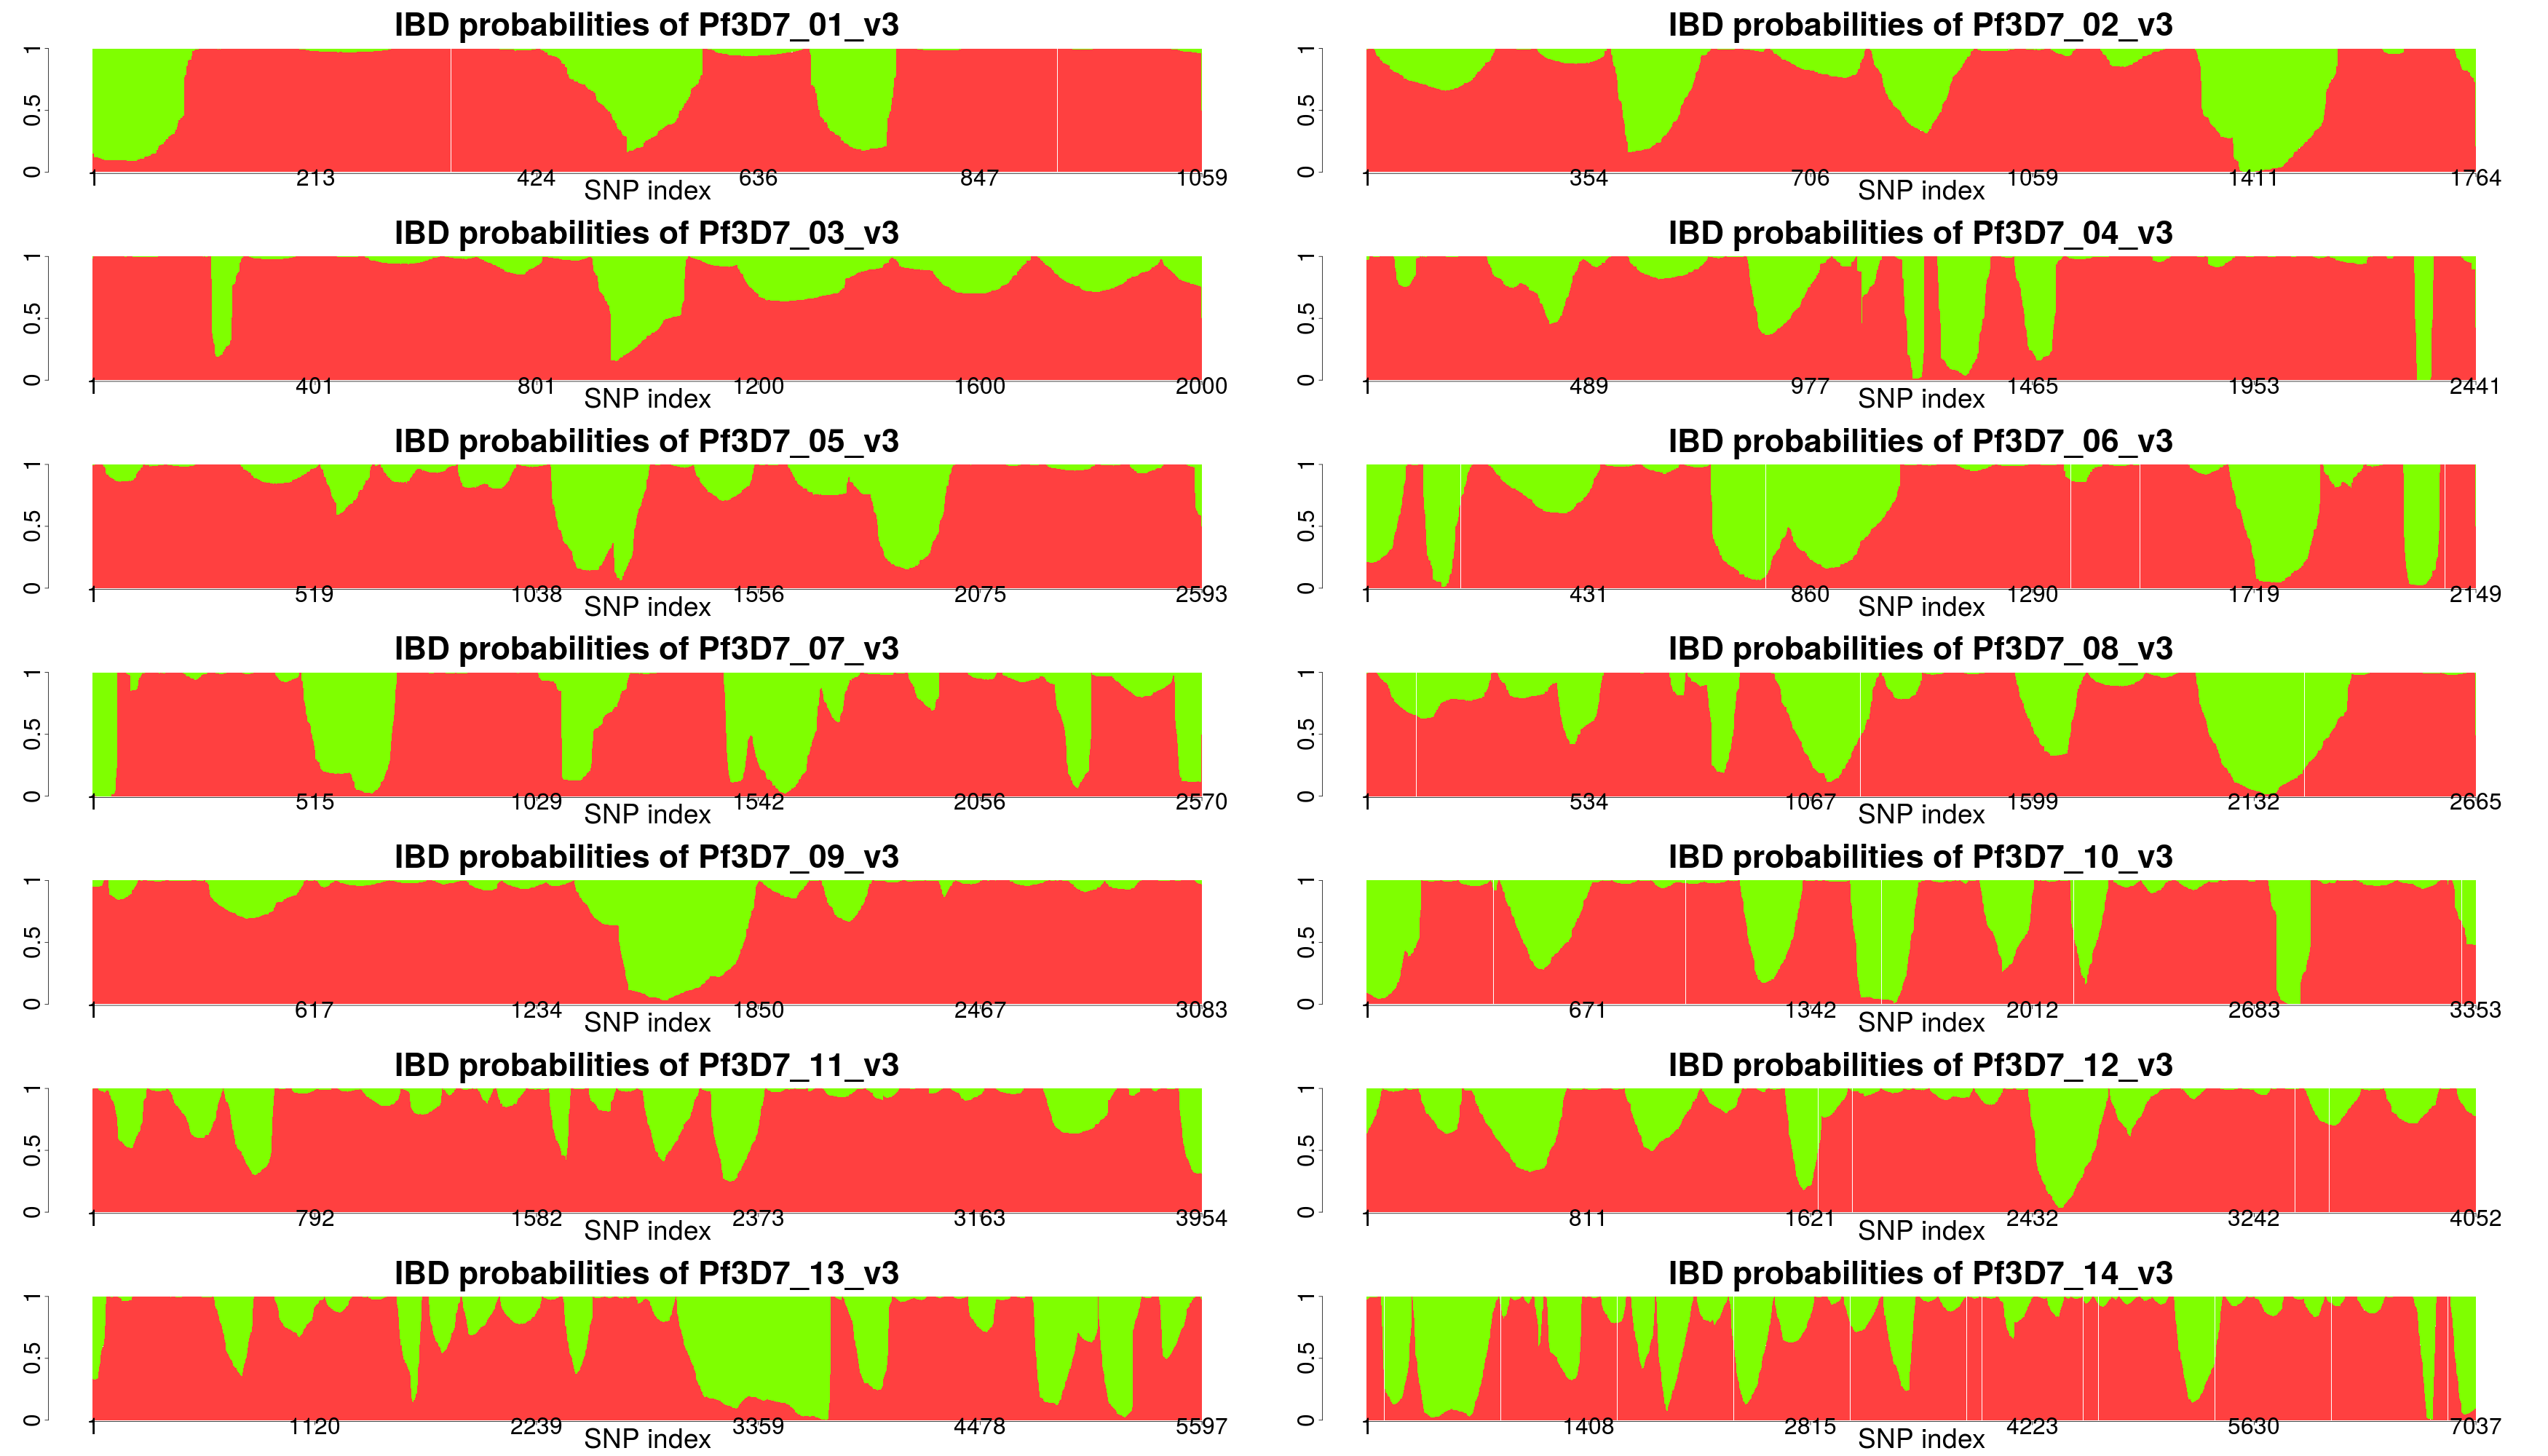 IBD probabilities of Pf3D7_01_v3
0 0.5 1
1 213 424 636 847 1059
SNP index
IBD probabilities of Pf3D7_02_v3
0 0.5 1
1 354 706 1059 1411 1764
SNP index
IBD probabilities of Pf3D7_03_v3
0 0.5 1
1 401 801 1200 1600 2000
SNP index
IBD probabilities of Pf3D7_04_v3
0 0.5 1
1 489 977 1465 1953 2441
SNP index
IBD probabilities of Pf3D7_05_v3
0 0.5 1
1 519 1038 1556 2075 2593
SNP index
IBD probabilities of Pf3D7_06_v3
0 0.5 1
1 431 860 1290 1719 2149
SNP index
IBD probabilities of Pf3D7_07_v3
0 0.5 1
1 515 1029 1542 2056 2570
SNP index
IBD probabilities of Pf3D7_08_v3
0 0.5 1
1 534 1067 1599 2132 2665
SNP index
IBD probabilities of Pf3D7_09_v3
0 0.5 1
1 617 1234 1850 2467 3083
SNP index
IBD probabilities of Pf3D7_10_v3
0 0.5 1
1 671 1342 2012 2683 3353
SNP index
IBD probabilities of Pf3D7_11_v3
0 0.5 1
1 792 1582 2373 3163 3954
SNP index
IBD probabilities of Pf3D7_12_v3
0 0.5 1
1 811 1621 2432 3242 4052
SNP index
IBD probabilities of Pf3D7_13_v3
0 0.5 1
1 1120 2239 3359 4478 5597
SNP index
IBD probabilities of Pf3D7_14_v3
0 0.5 1
1 1408 2815 4223 5630 7037
SNP index